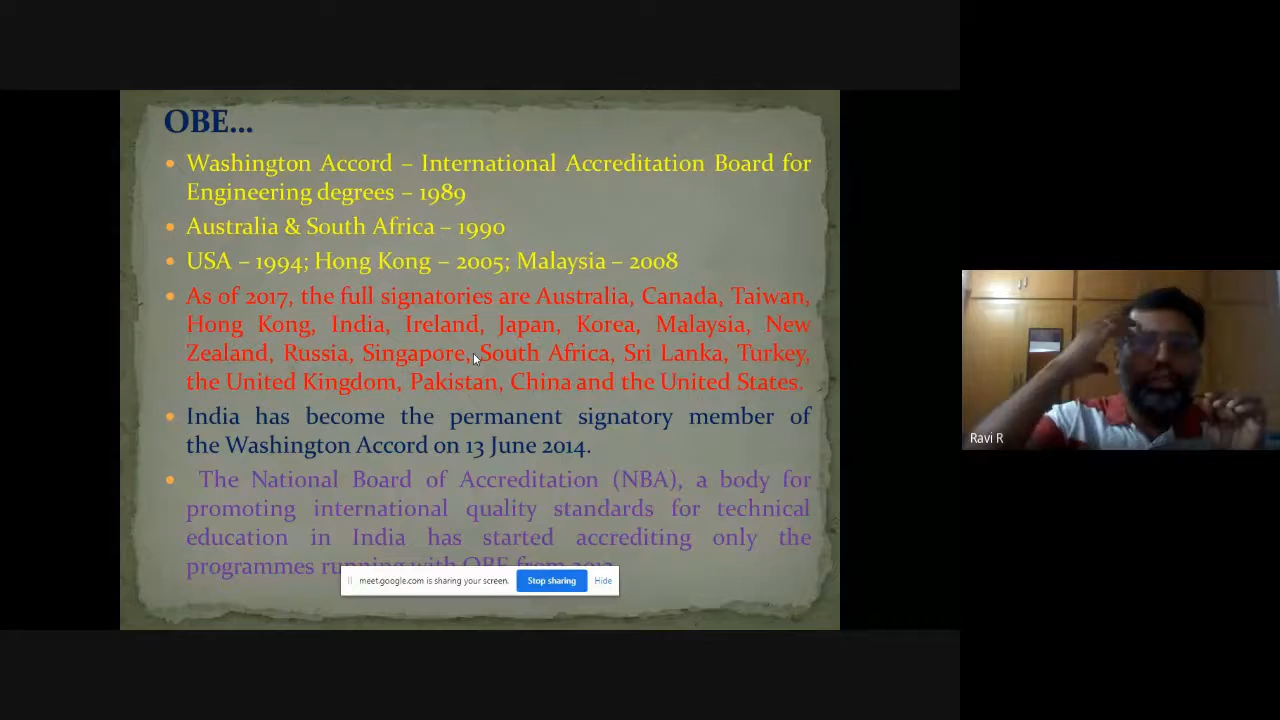 OBE...
• Washington Accord – International Accreditation Board for
Engineering degrees – 1989
• Australia & South Africa – 1990
• USA – 1994; Hong Kong – 2005; Malaysia – 2008
• As of 2017, the full signatories are Australia, Canada, Taiwan,
Hong Kong, India, Ireland, Japan, Korea, Malaysia, New
Zealand, Russia, Singapore, South Africa, Sri Lanka, Turkey,
the United Kingdom, Pakistan, China and the United States.
• India has become the permanent signatory member of
the Washington Accord on 13 June 2014.
• The National Board of Accreditation (NBA), a body for
promoting international quality standards for technical
education in India has started accrediting only the
programmes running with OBE from
meet.google.com is sharing your screen. Stop sharing Hide
Ravi R